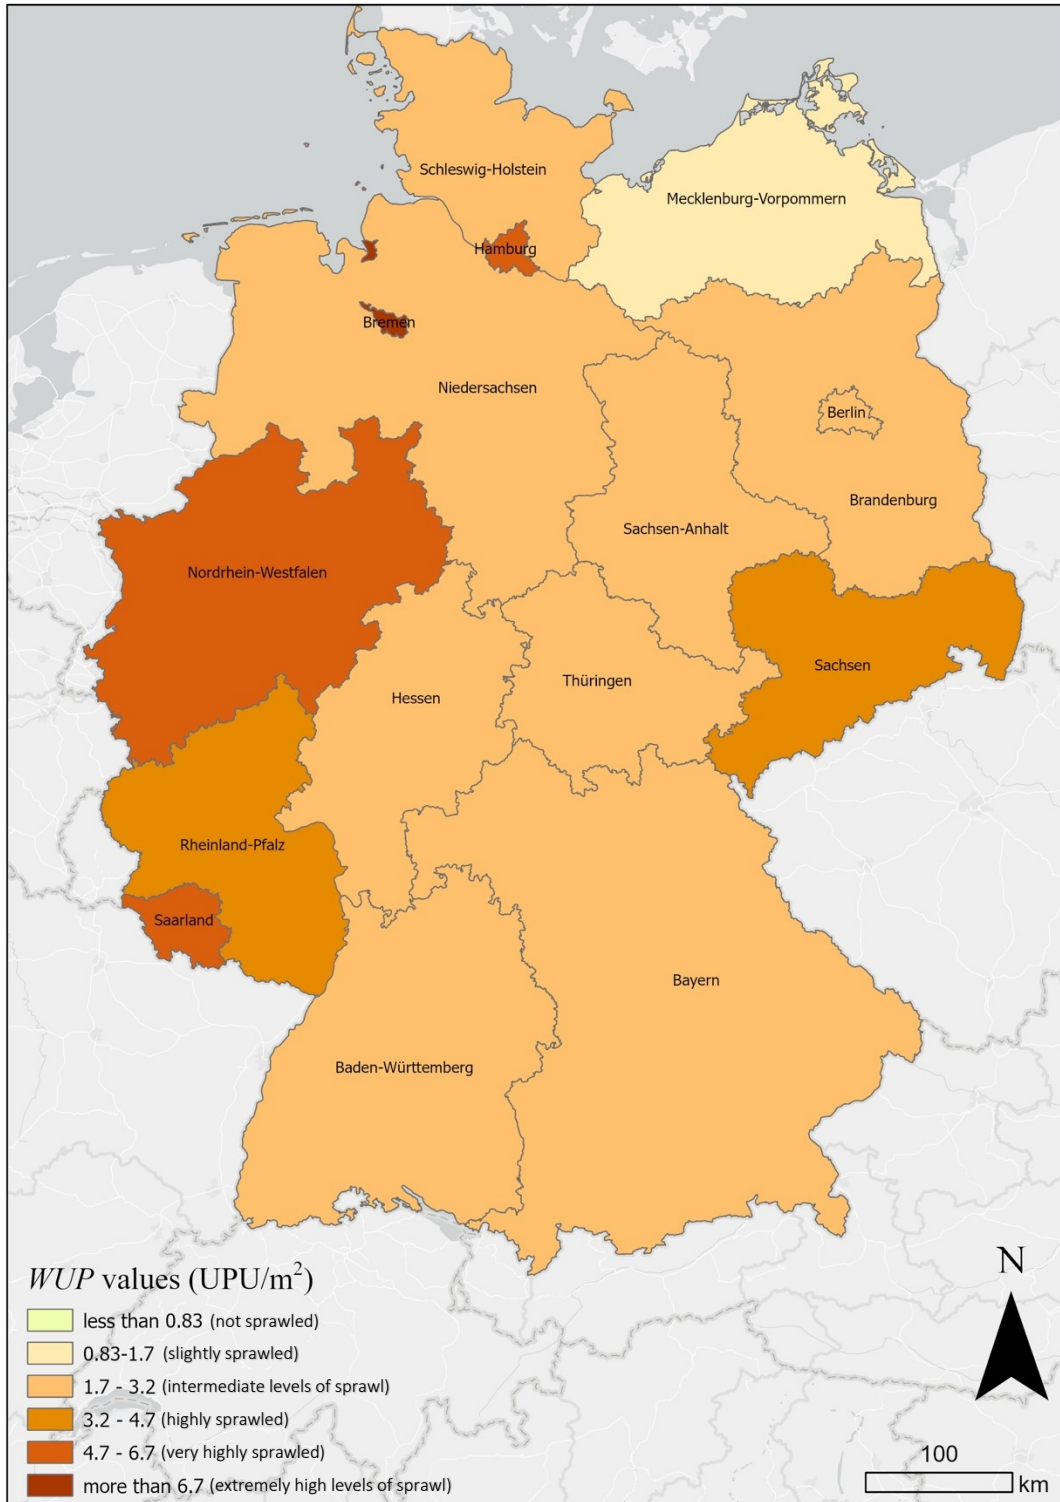 Schleswig-Holstein
Mecklenburg-Vorpommern
Hamburg
Bremen
Niedersachsen
Berlin
Brandenburg
Sachsen-Anhalt
Nordrhein-Westfalen
Sachsen
Thüringen
Hessen
Rheinland-Pfalz
Saarland
Bayern
Baden-Württemberg
WUP values (UPU/m²)
less than 0.83 (not sprawled)
0.83-1.7 (slightly sprawled)
1.7 - 3.2 (intermediate levels of sprawl)
3.2 - 4.7 (highly sprawled)
4.7 - 6.7 (very highly sprawled)
more than 6.7 (extremely high levels of sprawl)
N
100
km